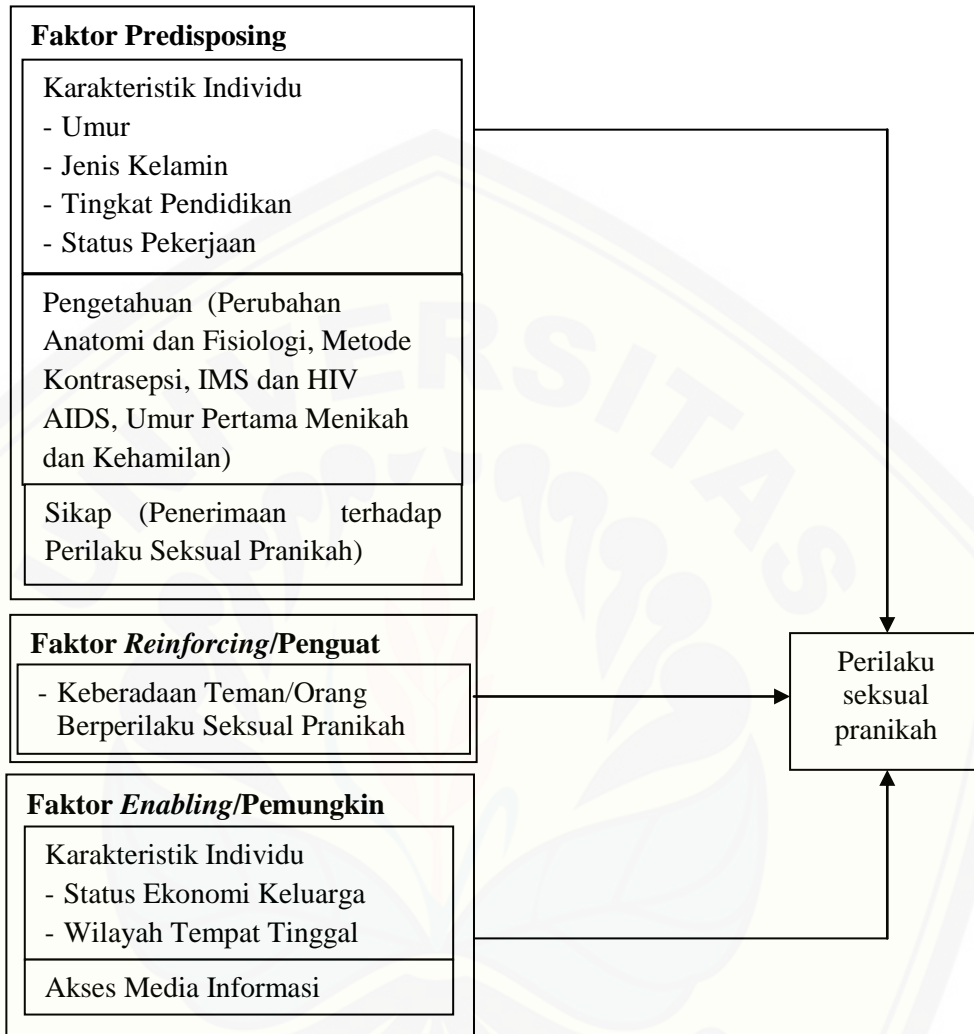 Faktor Predisposing
Karakteristik Individu
- Umur
- Jenis Kelamin
- Tingkat Pendidikan
- Status Pekerjaan
Pengetahuan (Perubahan
Anatomi dan Fisiologi, Metode
Kontrasepsi, IMS dan HIV
AIDS, Umur Pertama Menikah
dan Kehamilan)
Sikap (Penerimaan terhadap
Perilaku Seksual Pranikah)
Faktor Reinforcing/Penguat
- Keberadaan Teman/Orang
Berperilaku Seksual Pranikah
Faktor Enabling/Pemungkin
Karakteristik Individu
- Status Ekonomi Keluarga
- Wilayah Tempat Tinggal
Akses Media Informasi
Perilaku
seksual
pranikah
UNIVERSITAS